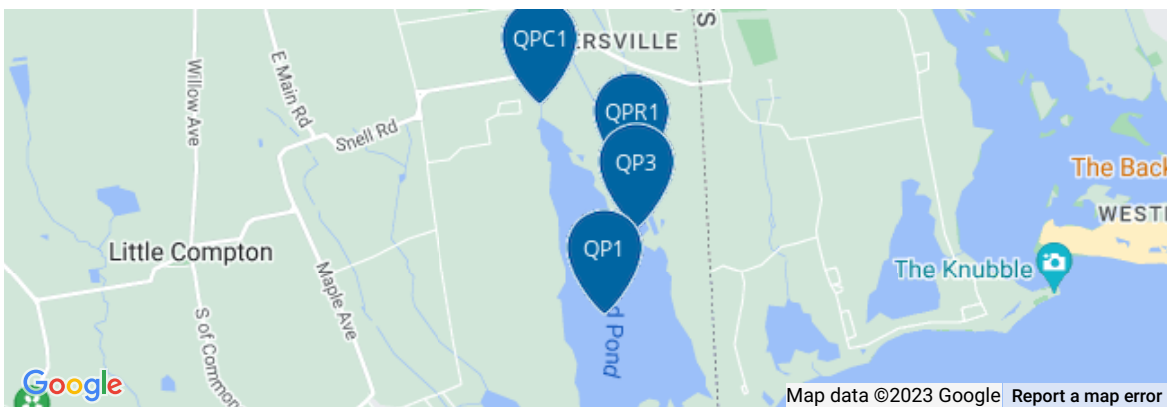 QPC1
ERSVILLE
S
Willow Ave
E Main Rd
QPR1
Snell Rd
QP3
The Back
WESTI
Little Compton
QP1
The Knubble
Maple Ave
S of Common
d Pond
Google
Map data ©2023 Google Report a map error